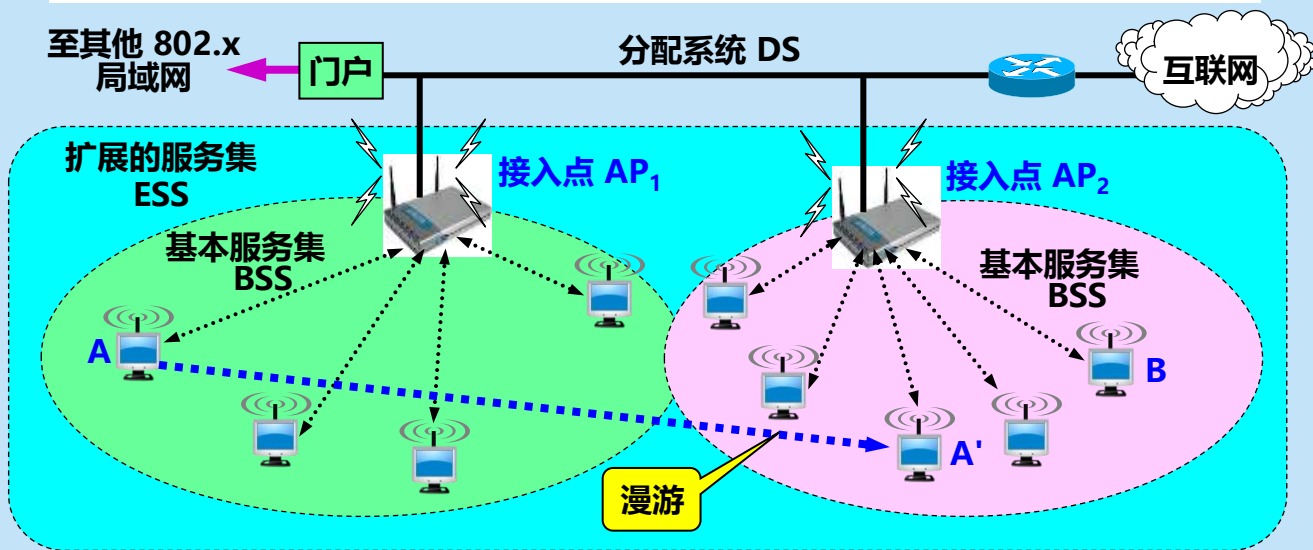 至其他 802.x
局域网
门户
分配系统 DS
互联网
扩展的服务集
ESS
接入点 AP₁
接入点 AP₂
基本服务集
BSS
基本服务集
BSS
A
B
A'
漫游